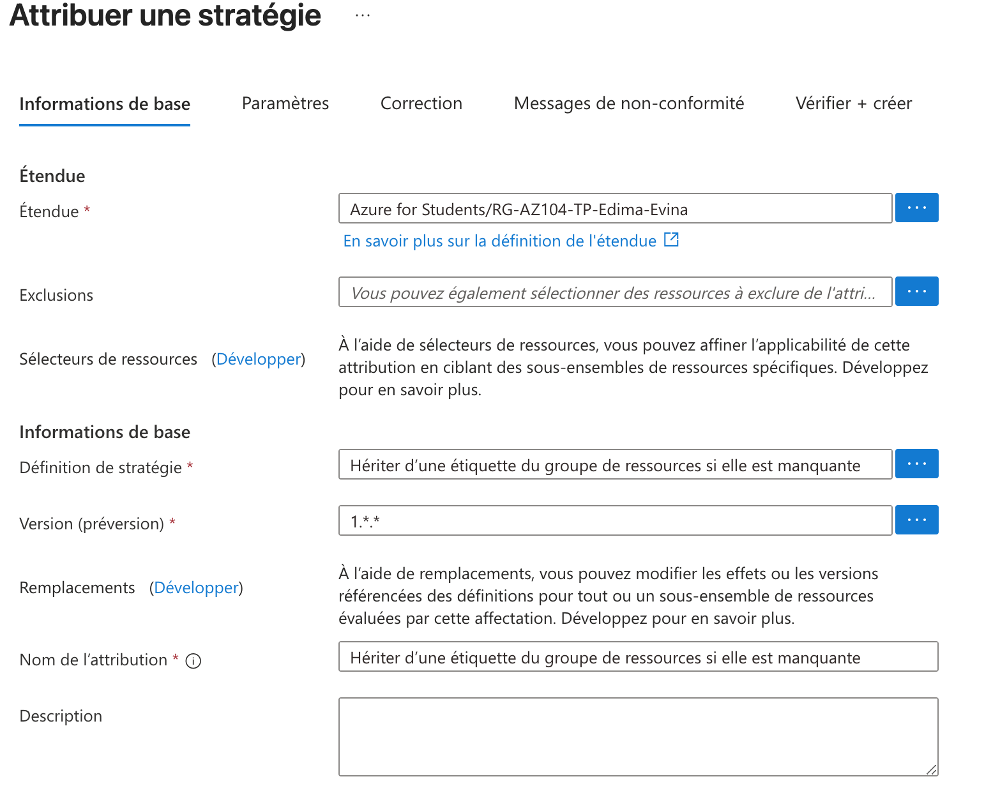 Attribuer une stratégie ...
Informations de base Paramètres Correction Messages de non-conformité Vérifier + créer
Étendue
Étendue * Azure for Students/RG-AZ104-TP-Edima-Evina ...
En savoir plus sur la définition de l'étendue
Exclusions Vous pouvez également sélectionner des ressources à exclure de l'attri... ...
Sélecteurs de ressources (Développer)
À l’aide de sélecteurs de ressources, vous pouvez affiner l’applicabilité de cette
attribution en ciblant des sous-ensembles de ressources spécifiques. Développez
pour en savoir plus.
Informations de base
Définition de stratégie * Hériter d’une étiquette du groupe de ressources si elle est manquante ...
Version (préversion) * 1.*.* ...
Remplacements (Développer)
À l’aide de remplacements, vous pouvez modifier les effets ou les versions
référencées des définitions pour tout ou un sous-ensemble de ressources
évaluées par cette affectation. Développez pour en savoir plus.
Nom de l’attribution * Hériter d’une étiquette du groupe de ressources si elle est manquante
Description